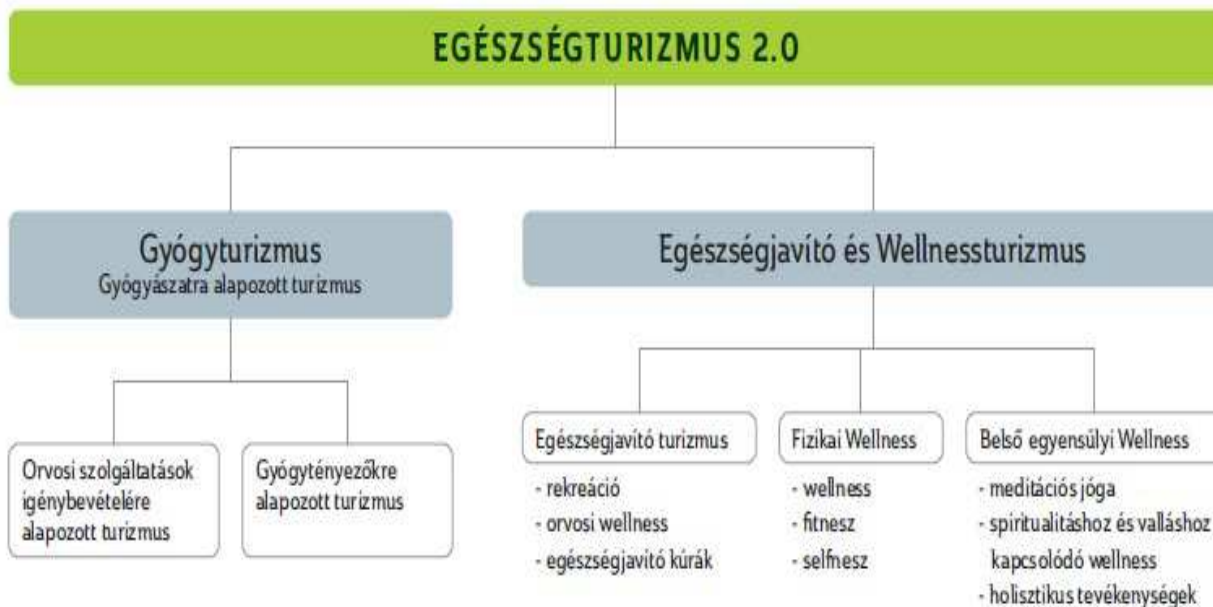 EGÉSZSÉGTURIZMUS 2.0
Gyógyturizmus
Gyógyászatra alapozott turizmus
Egészségjavító és Wellnessturizmus
Orvosi szolgáltatások
igénybevételére
alapozott turizmus
Gyógytényezőkre
alapozott turizmus
Egészségjavító turizmus
- rekreáció
- orvosi wellness
- egészségjavító kúrák
Fizikai Wellness
- wellness
- fitnesz
- selfnesz
Belső egyensúlyi Wellness
- meditációs jóga
- spiritualitáshoz és valláshoz
kapcsolódó wellness
- holisztikus tevékenységek